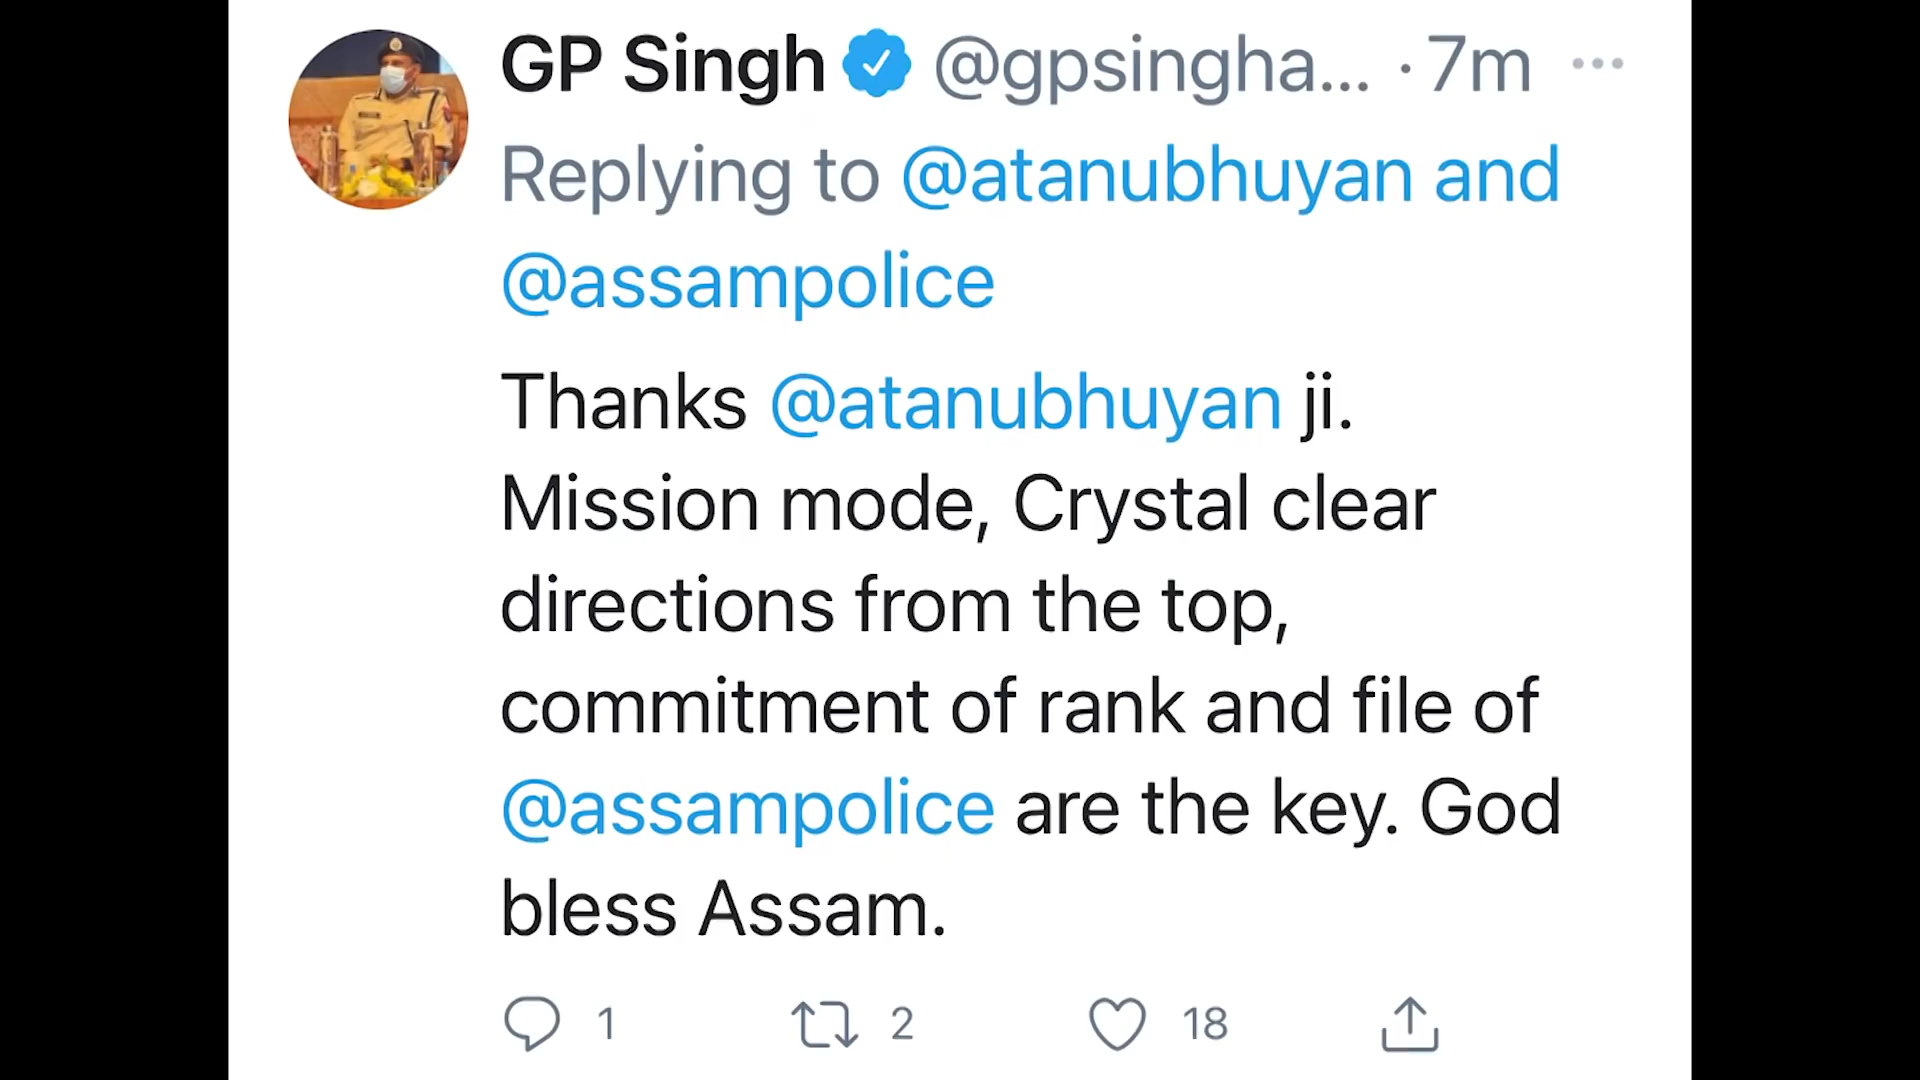 GP Singh @gpsingha... · 7m
Replying to @atanubhuyan and
@assampolice
Thanks @atanubhuyan ji.
Mission mode, Crystal clear
directions from the top,
commitment of rank and file of
@assampolice are the key. God
bless Assam.
1 2 18